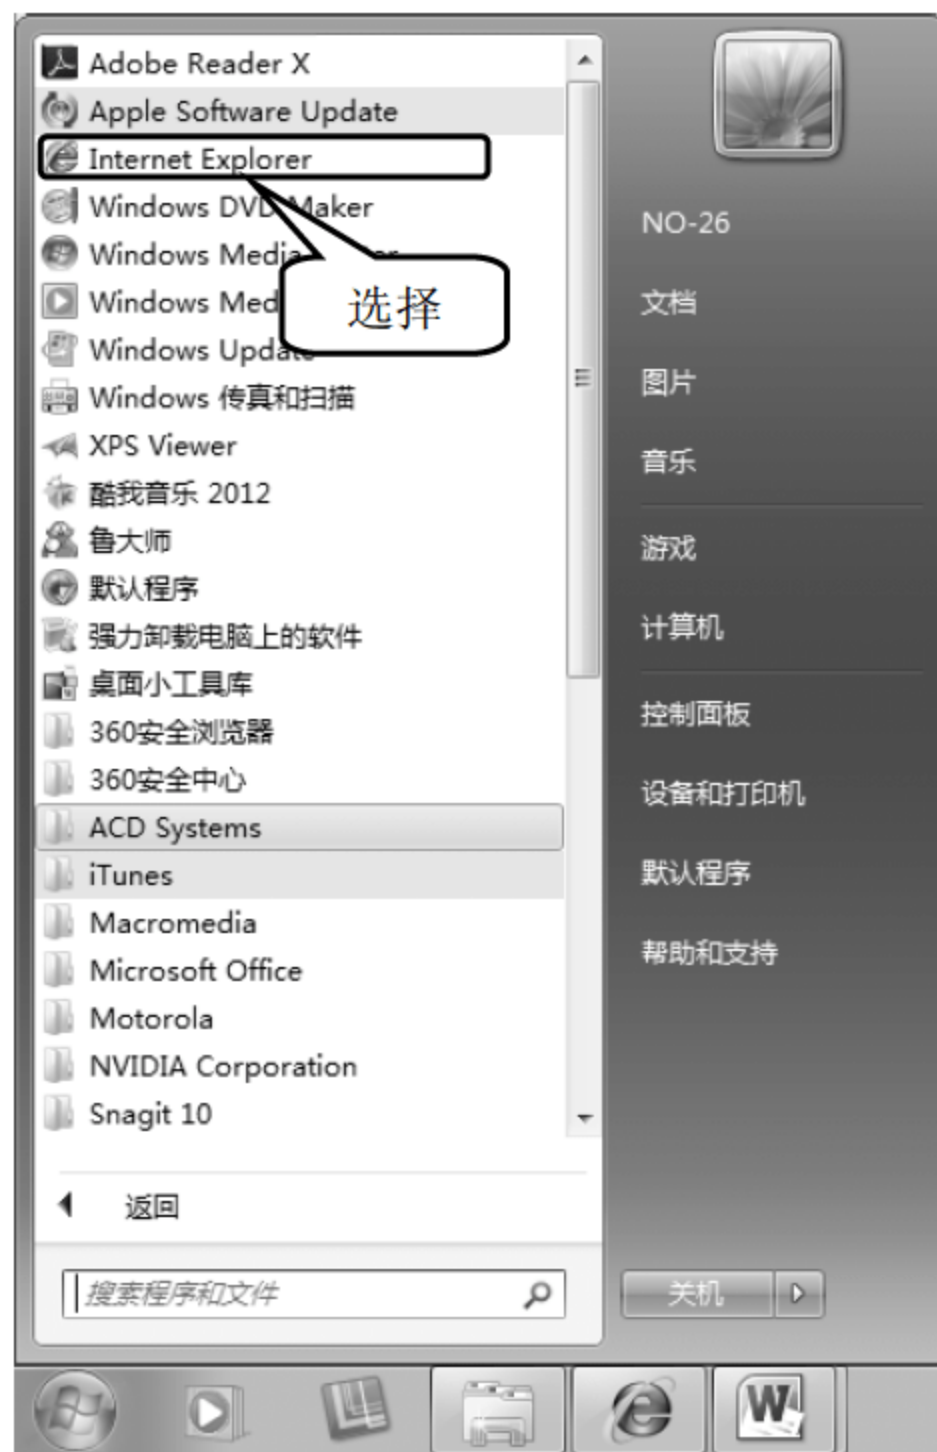 Adobe Reader X
Apple Software Update
Internet Explorer
Windows DVD Maker
Windows Media
Windows Med
选择
Windows Update
Windows 传真和扫描
XPS Viewer
酷我音乐 2012
鲁大师
默认程序
强力卸载电脑上的软件
桌面小工具库
360安全浏览器
360安全中心
ACD Systems
iTunes
Macromedia
Microsoft Office
Motorola
NVIDIA Corporation
Snagit 10
返回
搜索程序和文件
NO-26
文档
图片
音乐
游戏
计算机
控制面板
设备和打印机
默认程序
帮助和支持
关机